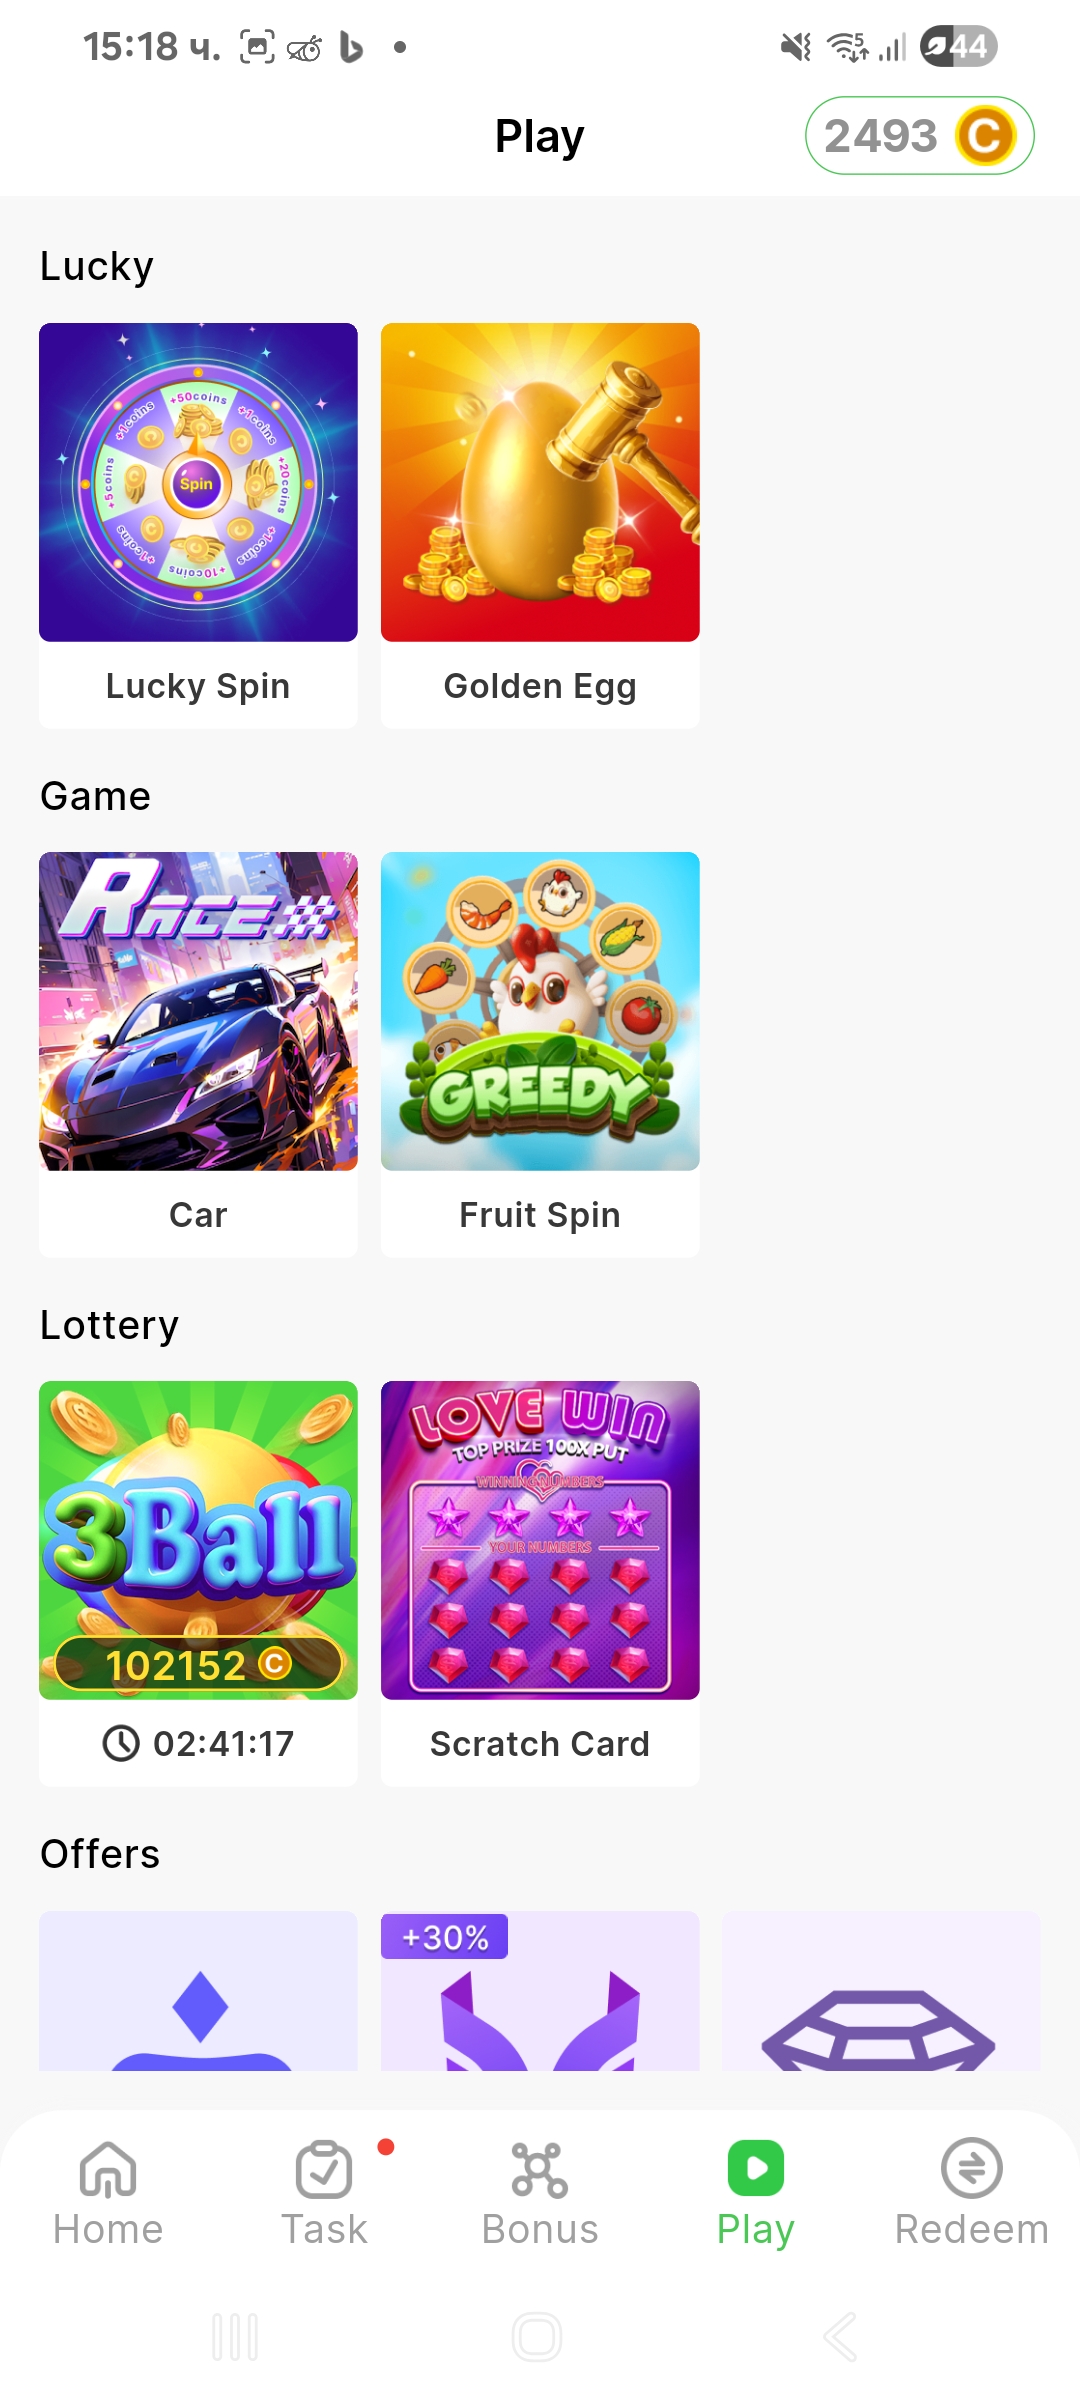 15:18 ч.
44
Play
2493 C
Lucky
+50coins
+1coins
+20coins
+1coins
+10coins
+1coins
+5coins
+1coins
Spin
Lucky Spin
Golden Egg
Game
RACE
GREEDY
Car
Fruit Spin
Lottery
3Ball
102152 C
LOVE WIN
TOP PRIZE 100X PUT
WINNING NUMBERS
YOUR NUMBERS
02:41:17
Scratch Card
Offers
+30%
Home
Task
Bonus
Play
Redeem